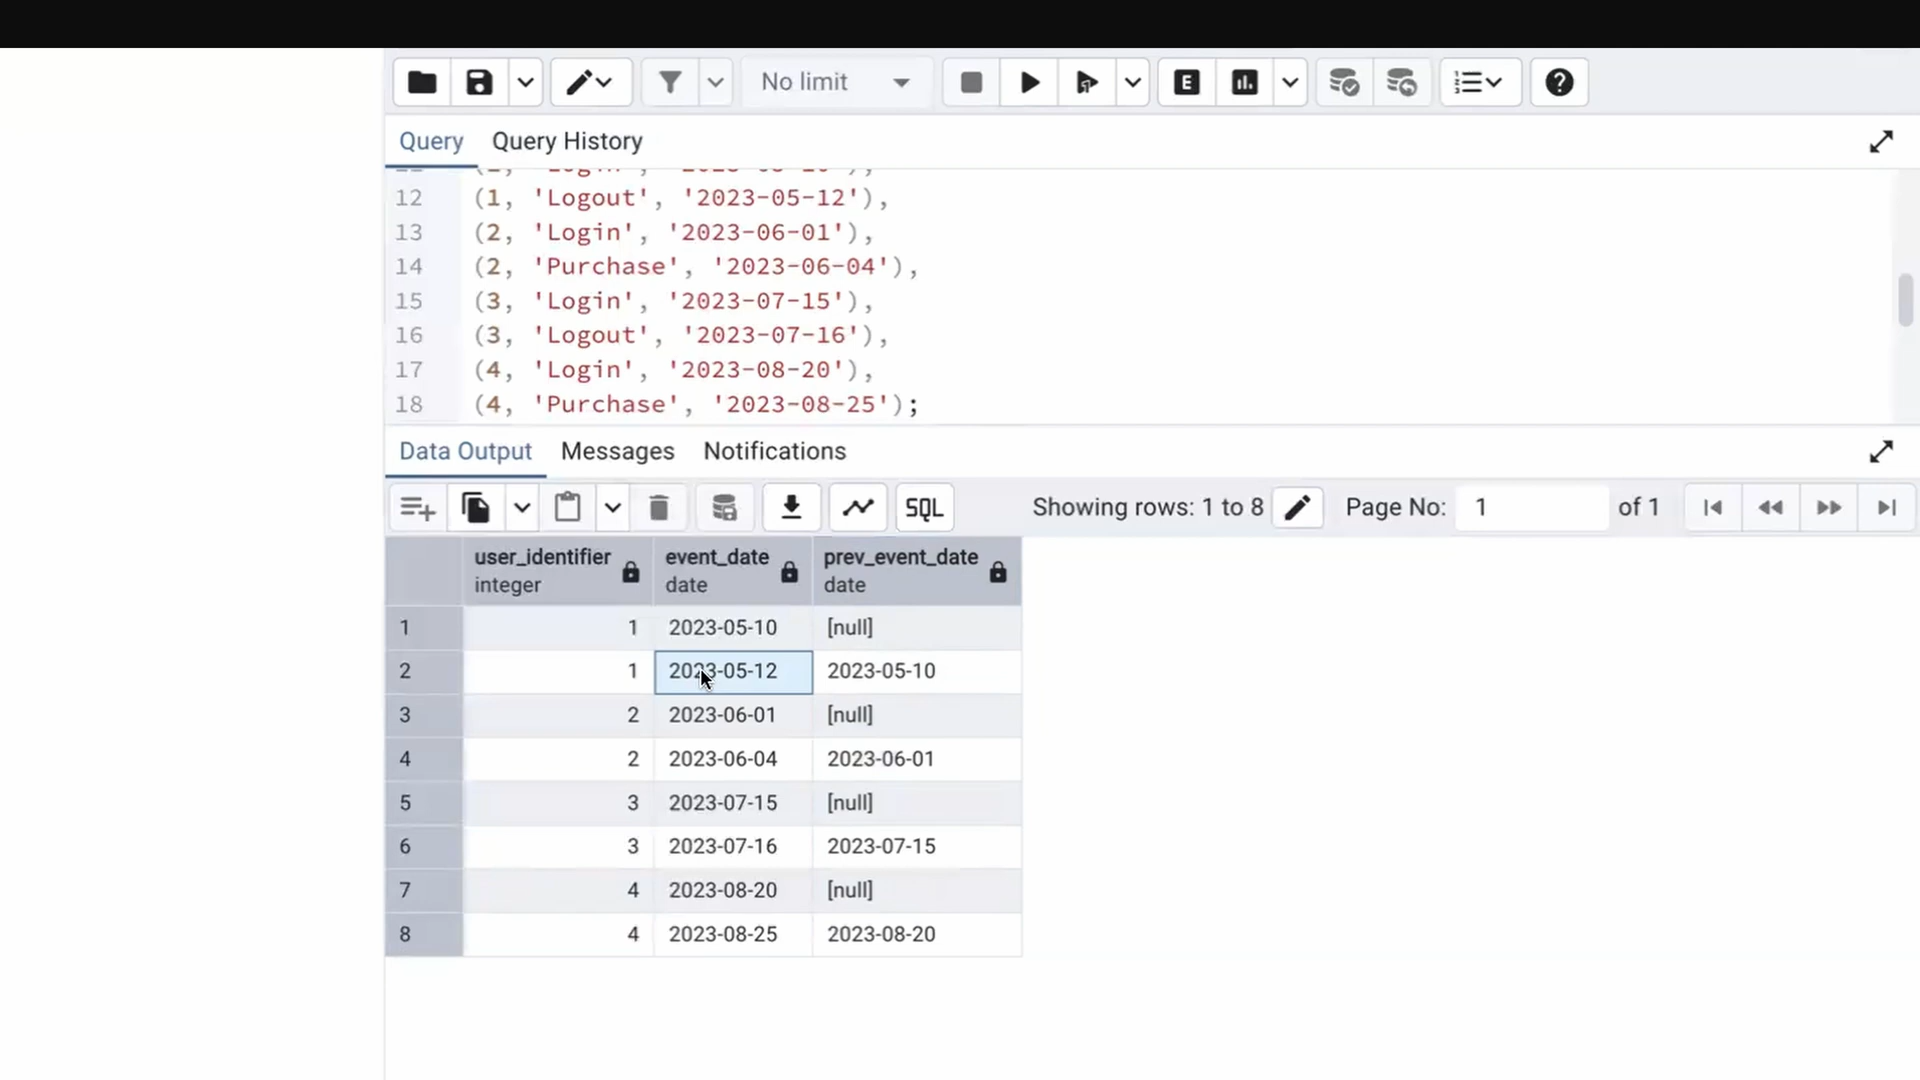 No limit
E
Query Query History
12 (1, 'Logout', '2023-05-12'),
13 (2, 'Login', '2023-06-01'),
14 (2, 'Purchase', '2023-06-04'),
15 (3, 'Login', '2023-07-15'),
16 (3, 'Logout', '2023-07-16'),
17 (4, 'Login', '2023-08-20'),
18 (4, 'Purchase', '2023-08-25');
Data Output Messages Notifications
SQL Showing rows: 1 to 8 Page No: 1 of 1
user_identifier event_date prev_event_date
integer date date
1 1 2023-05-10 [null]
2 1 2023-05-12 2023-05-10
3 2 2023-06-01 [null]
4 2 2023-06-04 2023-06-01
5 3 2023-07-15 [null]
6 3 2023-07-16 2023-07-15
7 4 2023-08-20 [null]
8 4 2023-08-25 2023-08-20